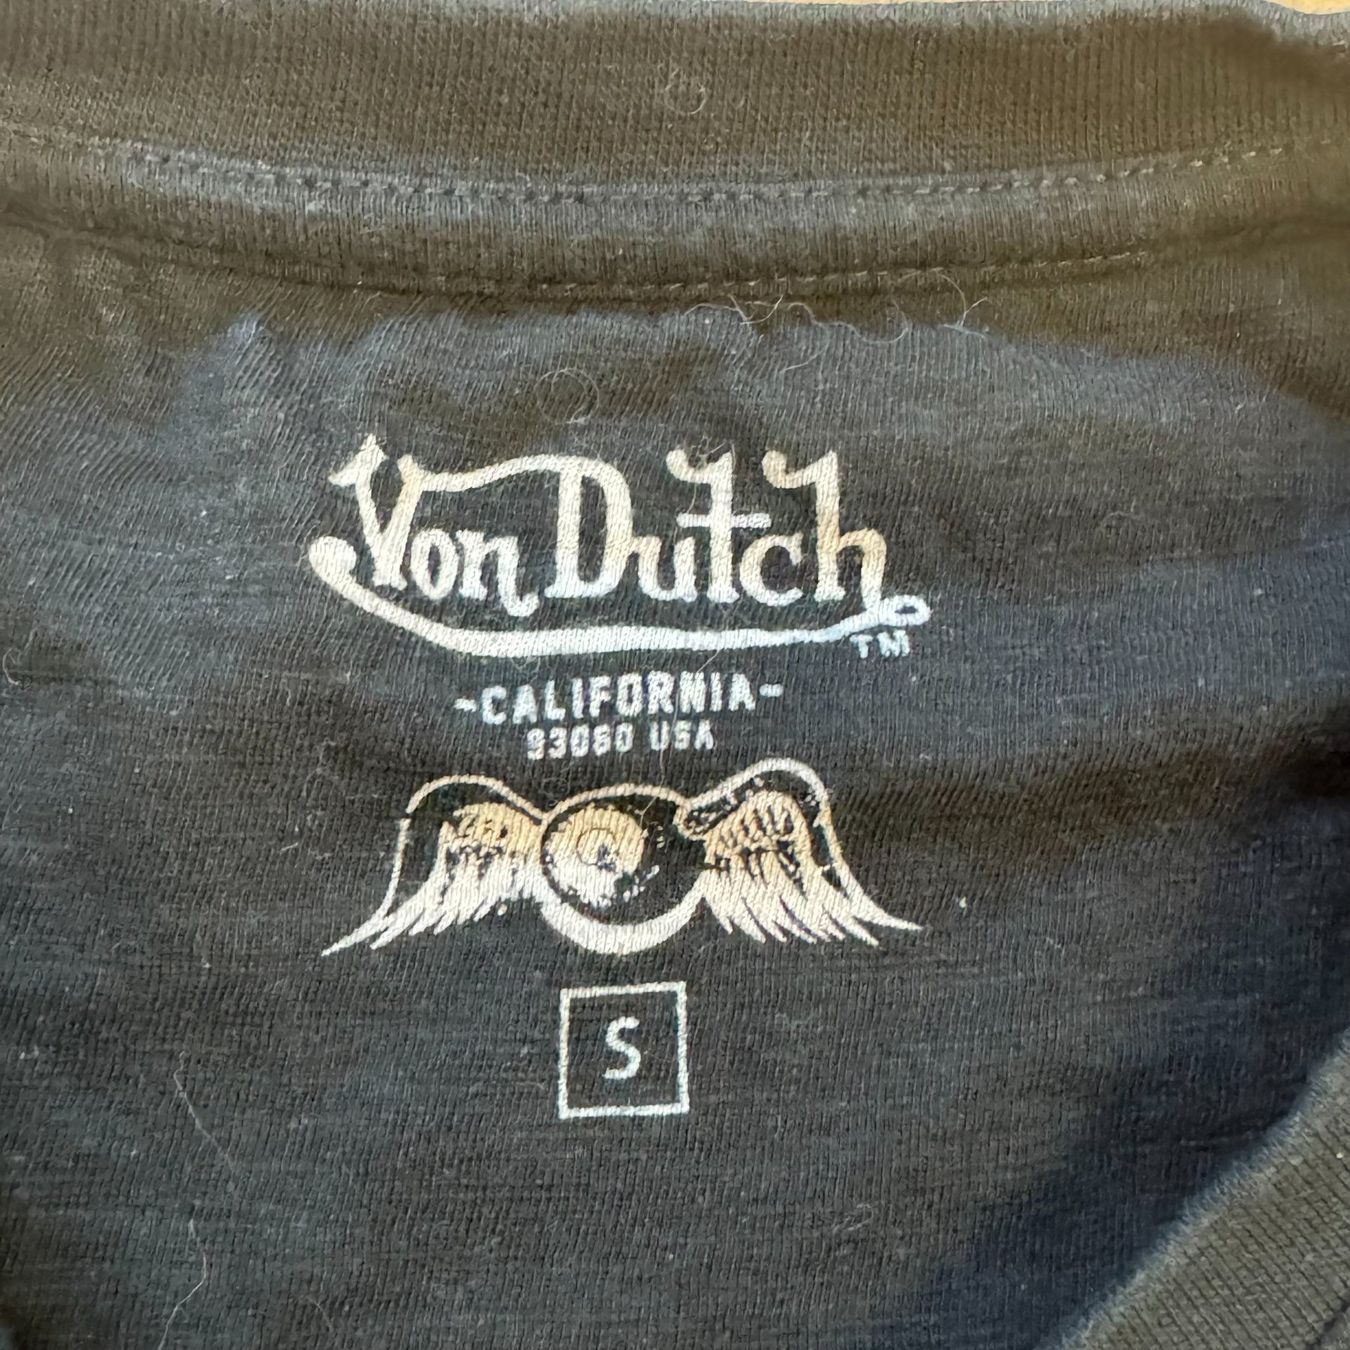 Von Dutch
TM
-CALIFORNIA-
93060 USA
S